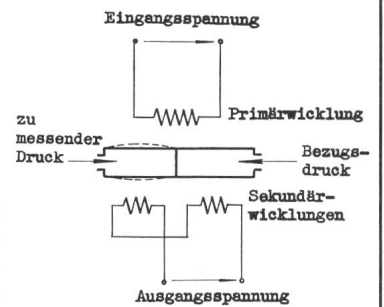 Eingangsspannung
Primärwicklung
zu
messender
Druck
Bezugs-
druck
Sekundär-
wicklungen
Ausgangsspannung